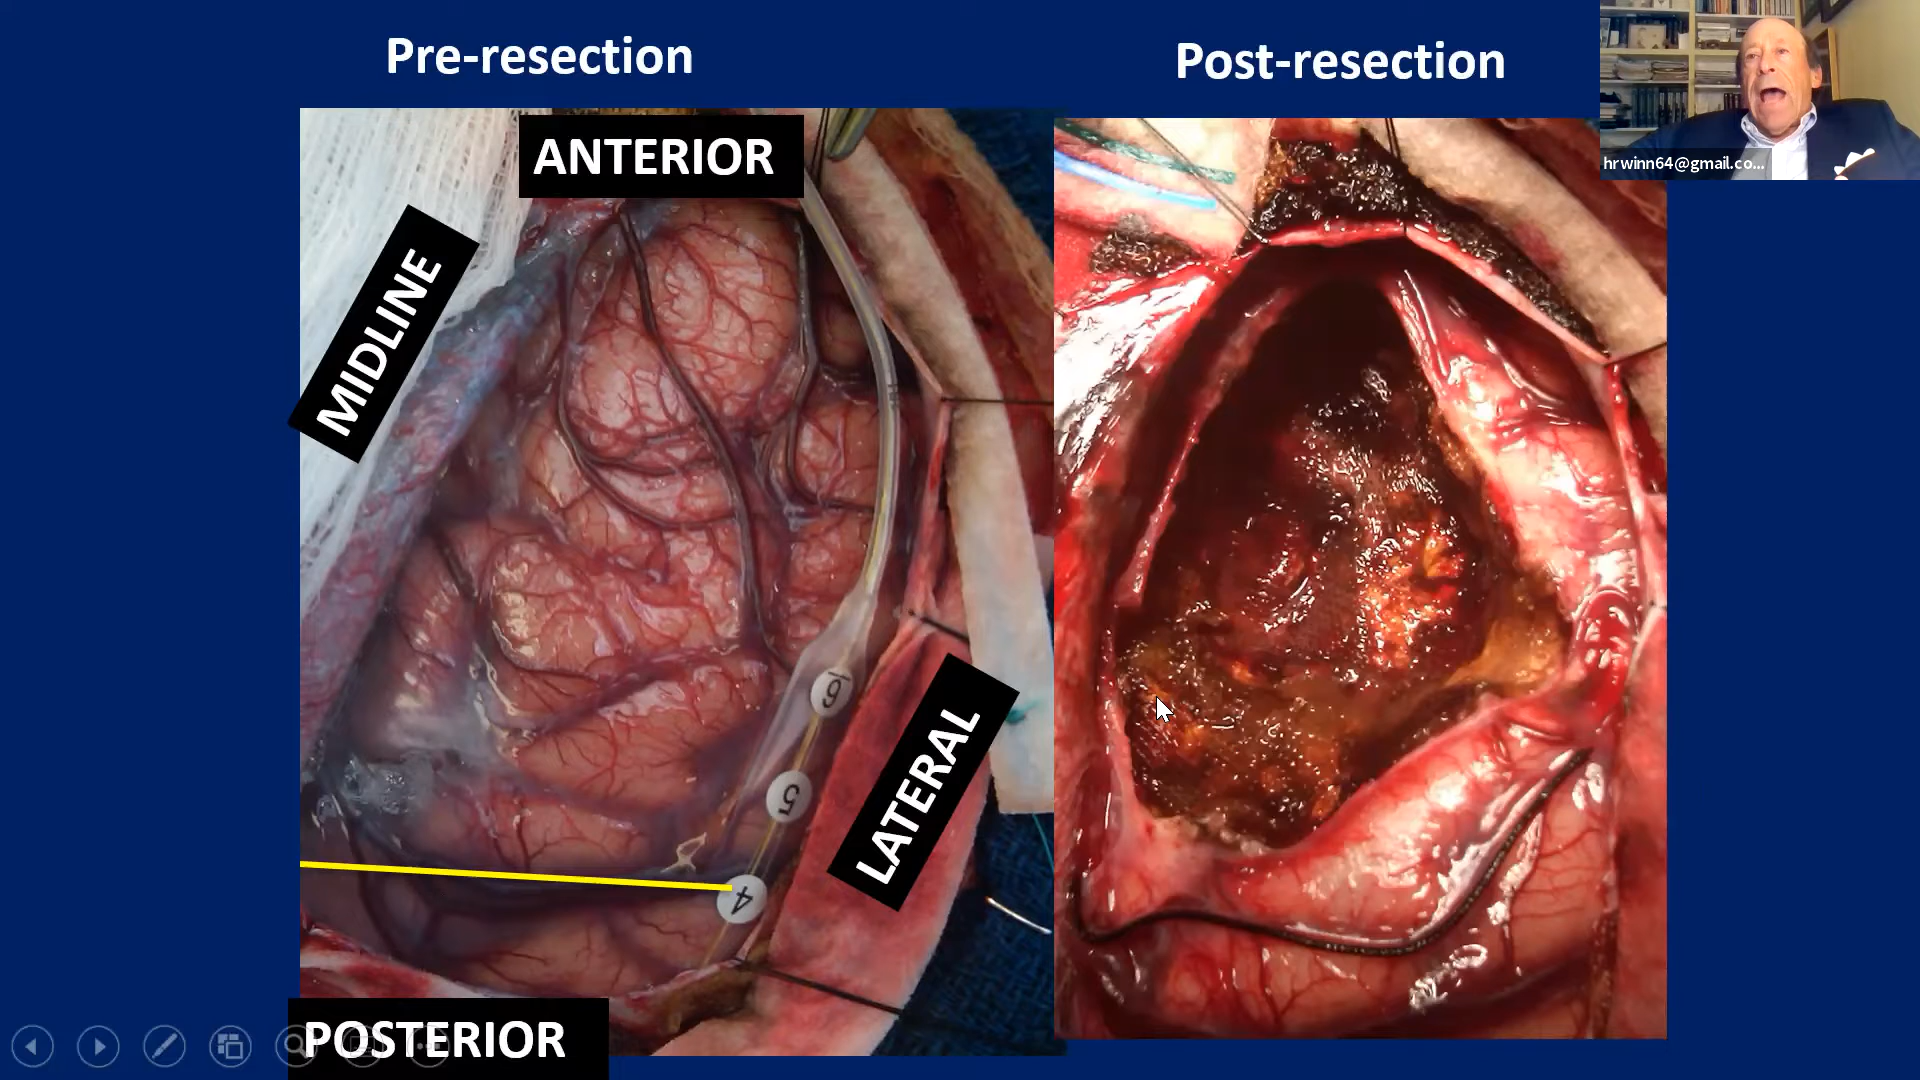 Pre-resection
Post-resection
hrwinn64@gmail.co...
ANTERIOR
MIDLINE
6
5
4
LATERAL
POSTERIOR